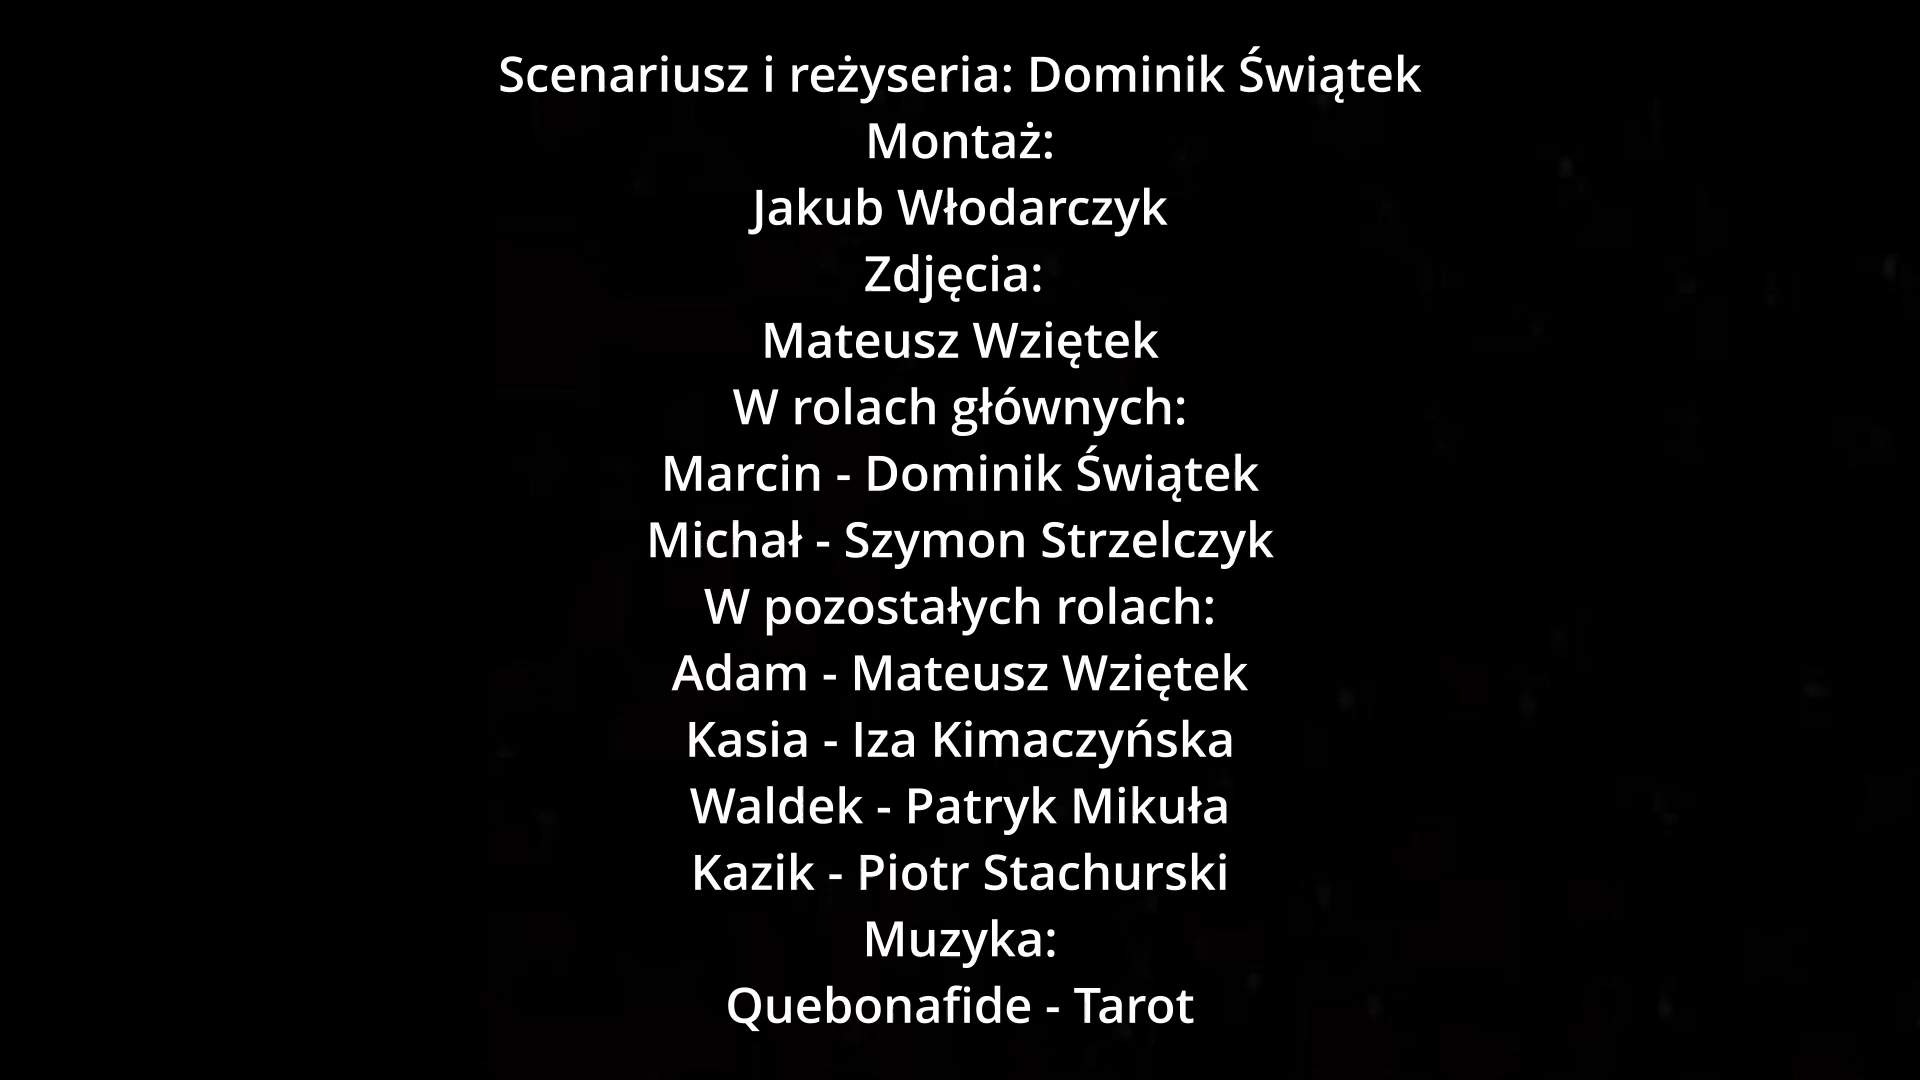 Scenariusz i reżyseria: Dominik Świątek
Montaż:
Jakub Włodarczyk
Zdjęcia:
Mateusz Wziętek
W rolach głównych:
Marcin - Dominik Świątek
Michał - Szymon Strzelczyk
W pozostałych rolach:
Adam - Mateusz Wziętek
Kasia - Iza Kimaczyńska
Waldek - Patryk Mikuła
Kazik - Piotr Stachurski
Muzyka:
Quebonafide - Tarot